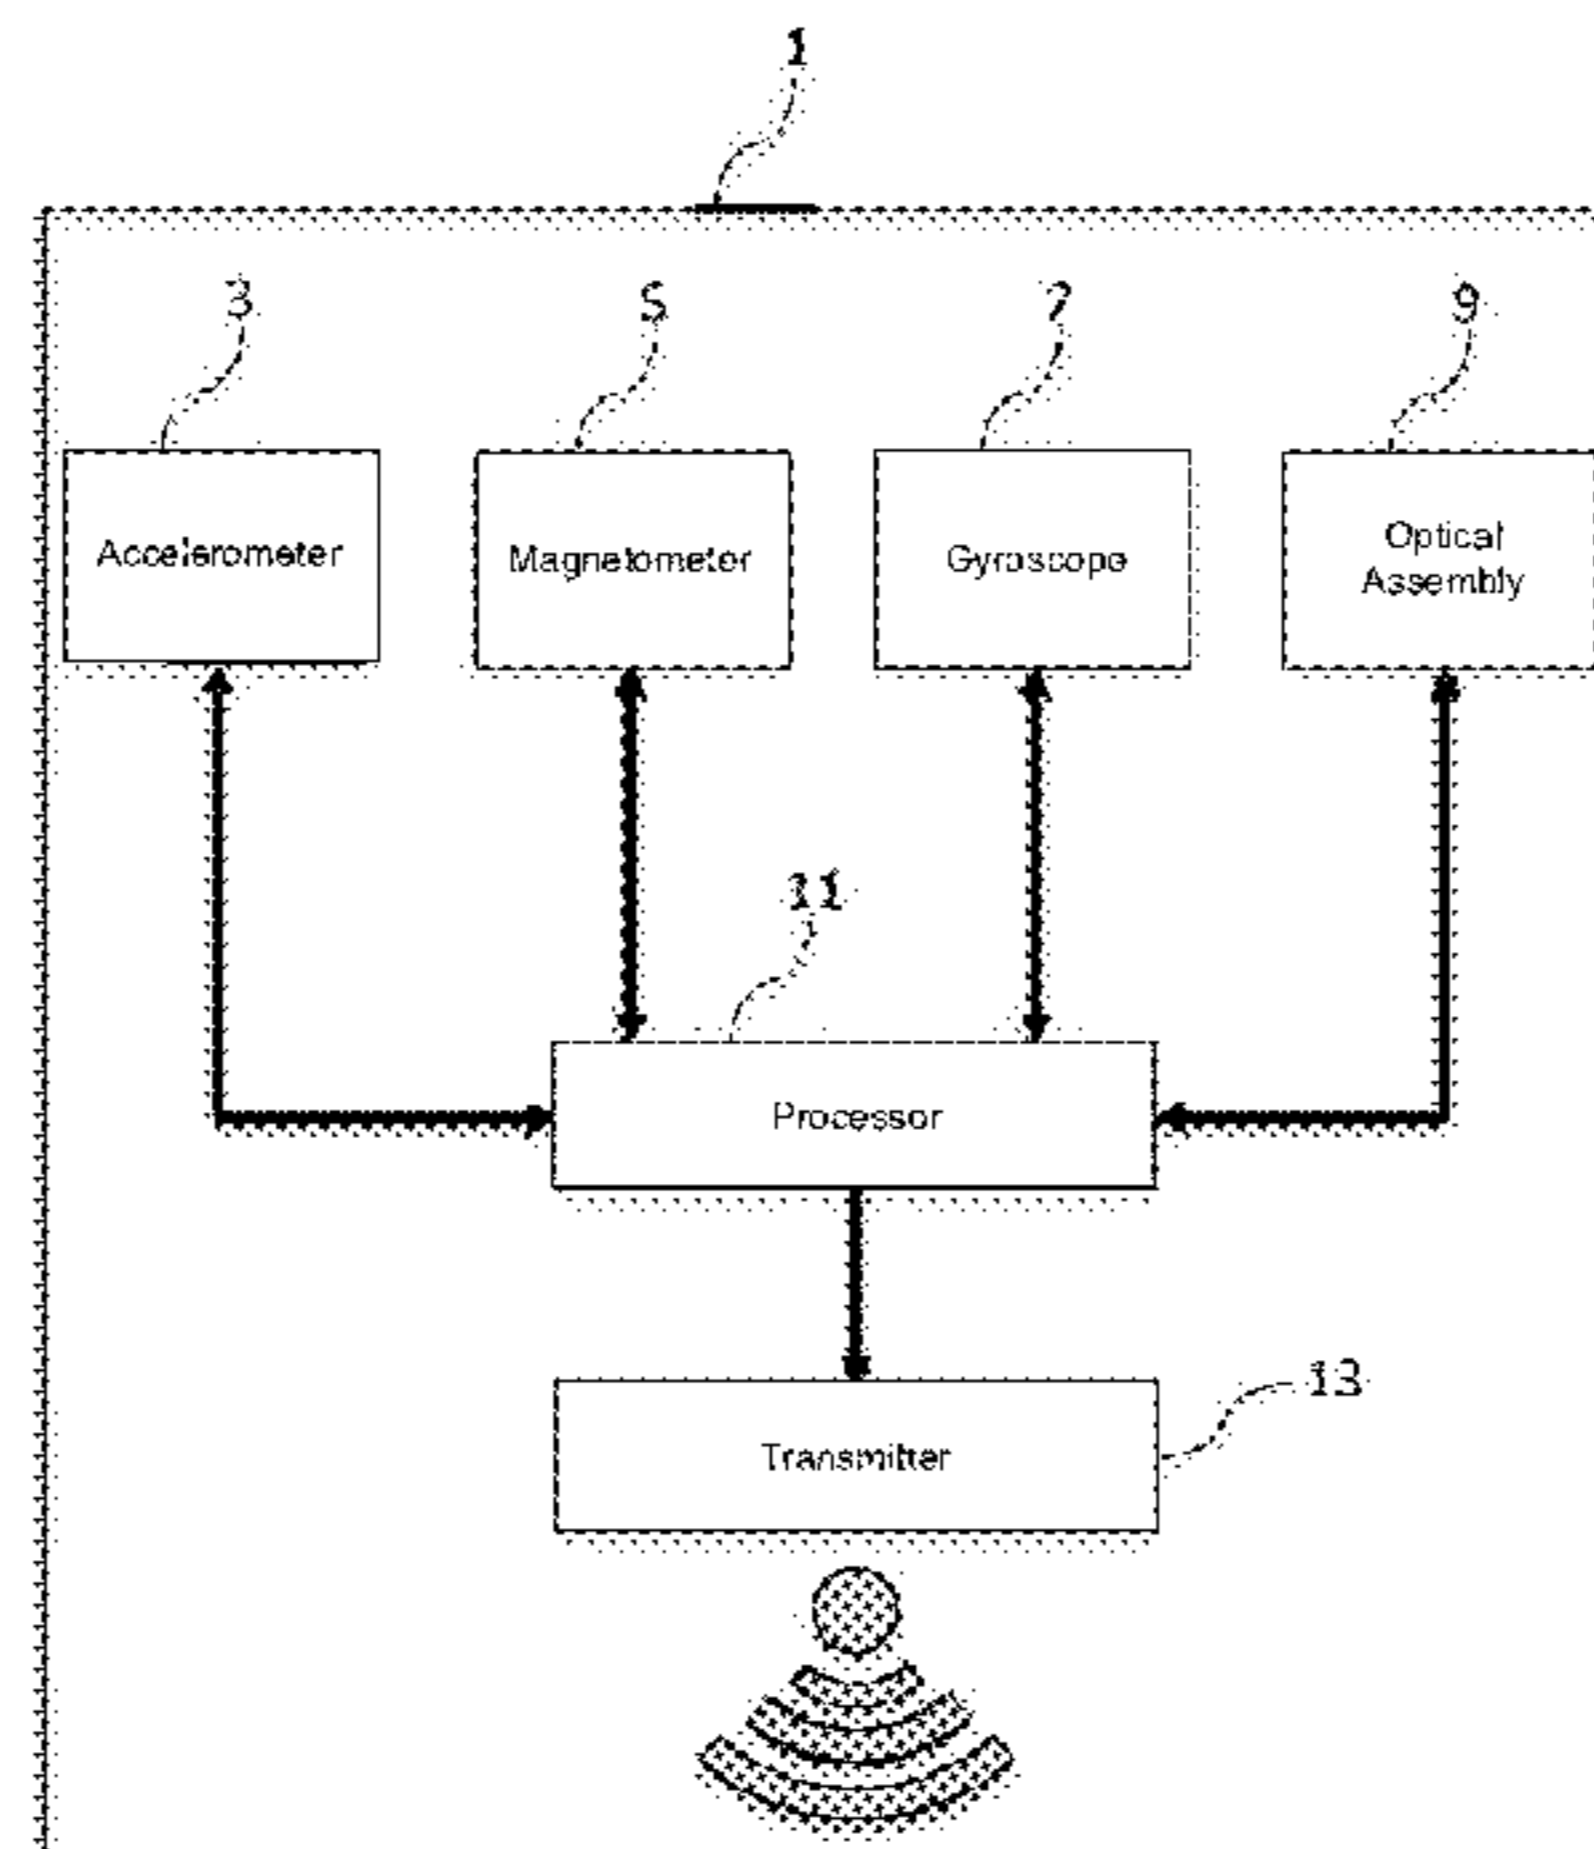 1
3 5 7 9
Accelerometer
Magnetometer
Gyroscope
Optical
Assembly
11
Processor
13
Transmitter